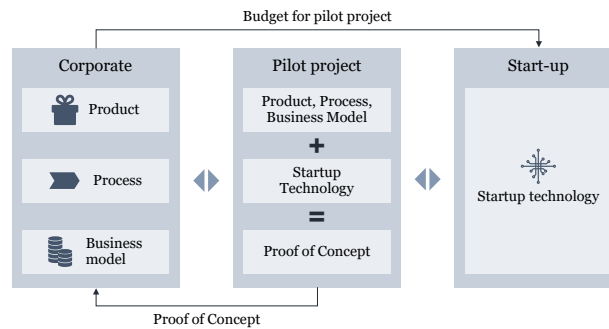 Budget for pilot project
Corporate
Product
Process
Business
model
Pilot project
Product, Process,
Business Model
+
Startup
Technology
=
Proof of Concept
Start-up
Startup technology
Proof of Concept